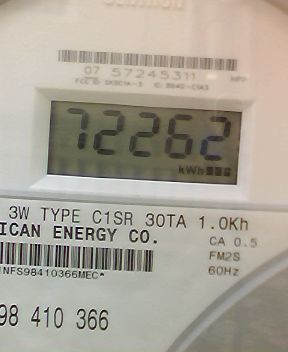 07 57245311
72262
kWh
3W TYPE C1SR 30TA 1.0Kh
ICAN ENERGY CO.
CA 0.5
FM2S
60Hz
NFS98410366MEC*
98 410 366